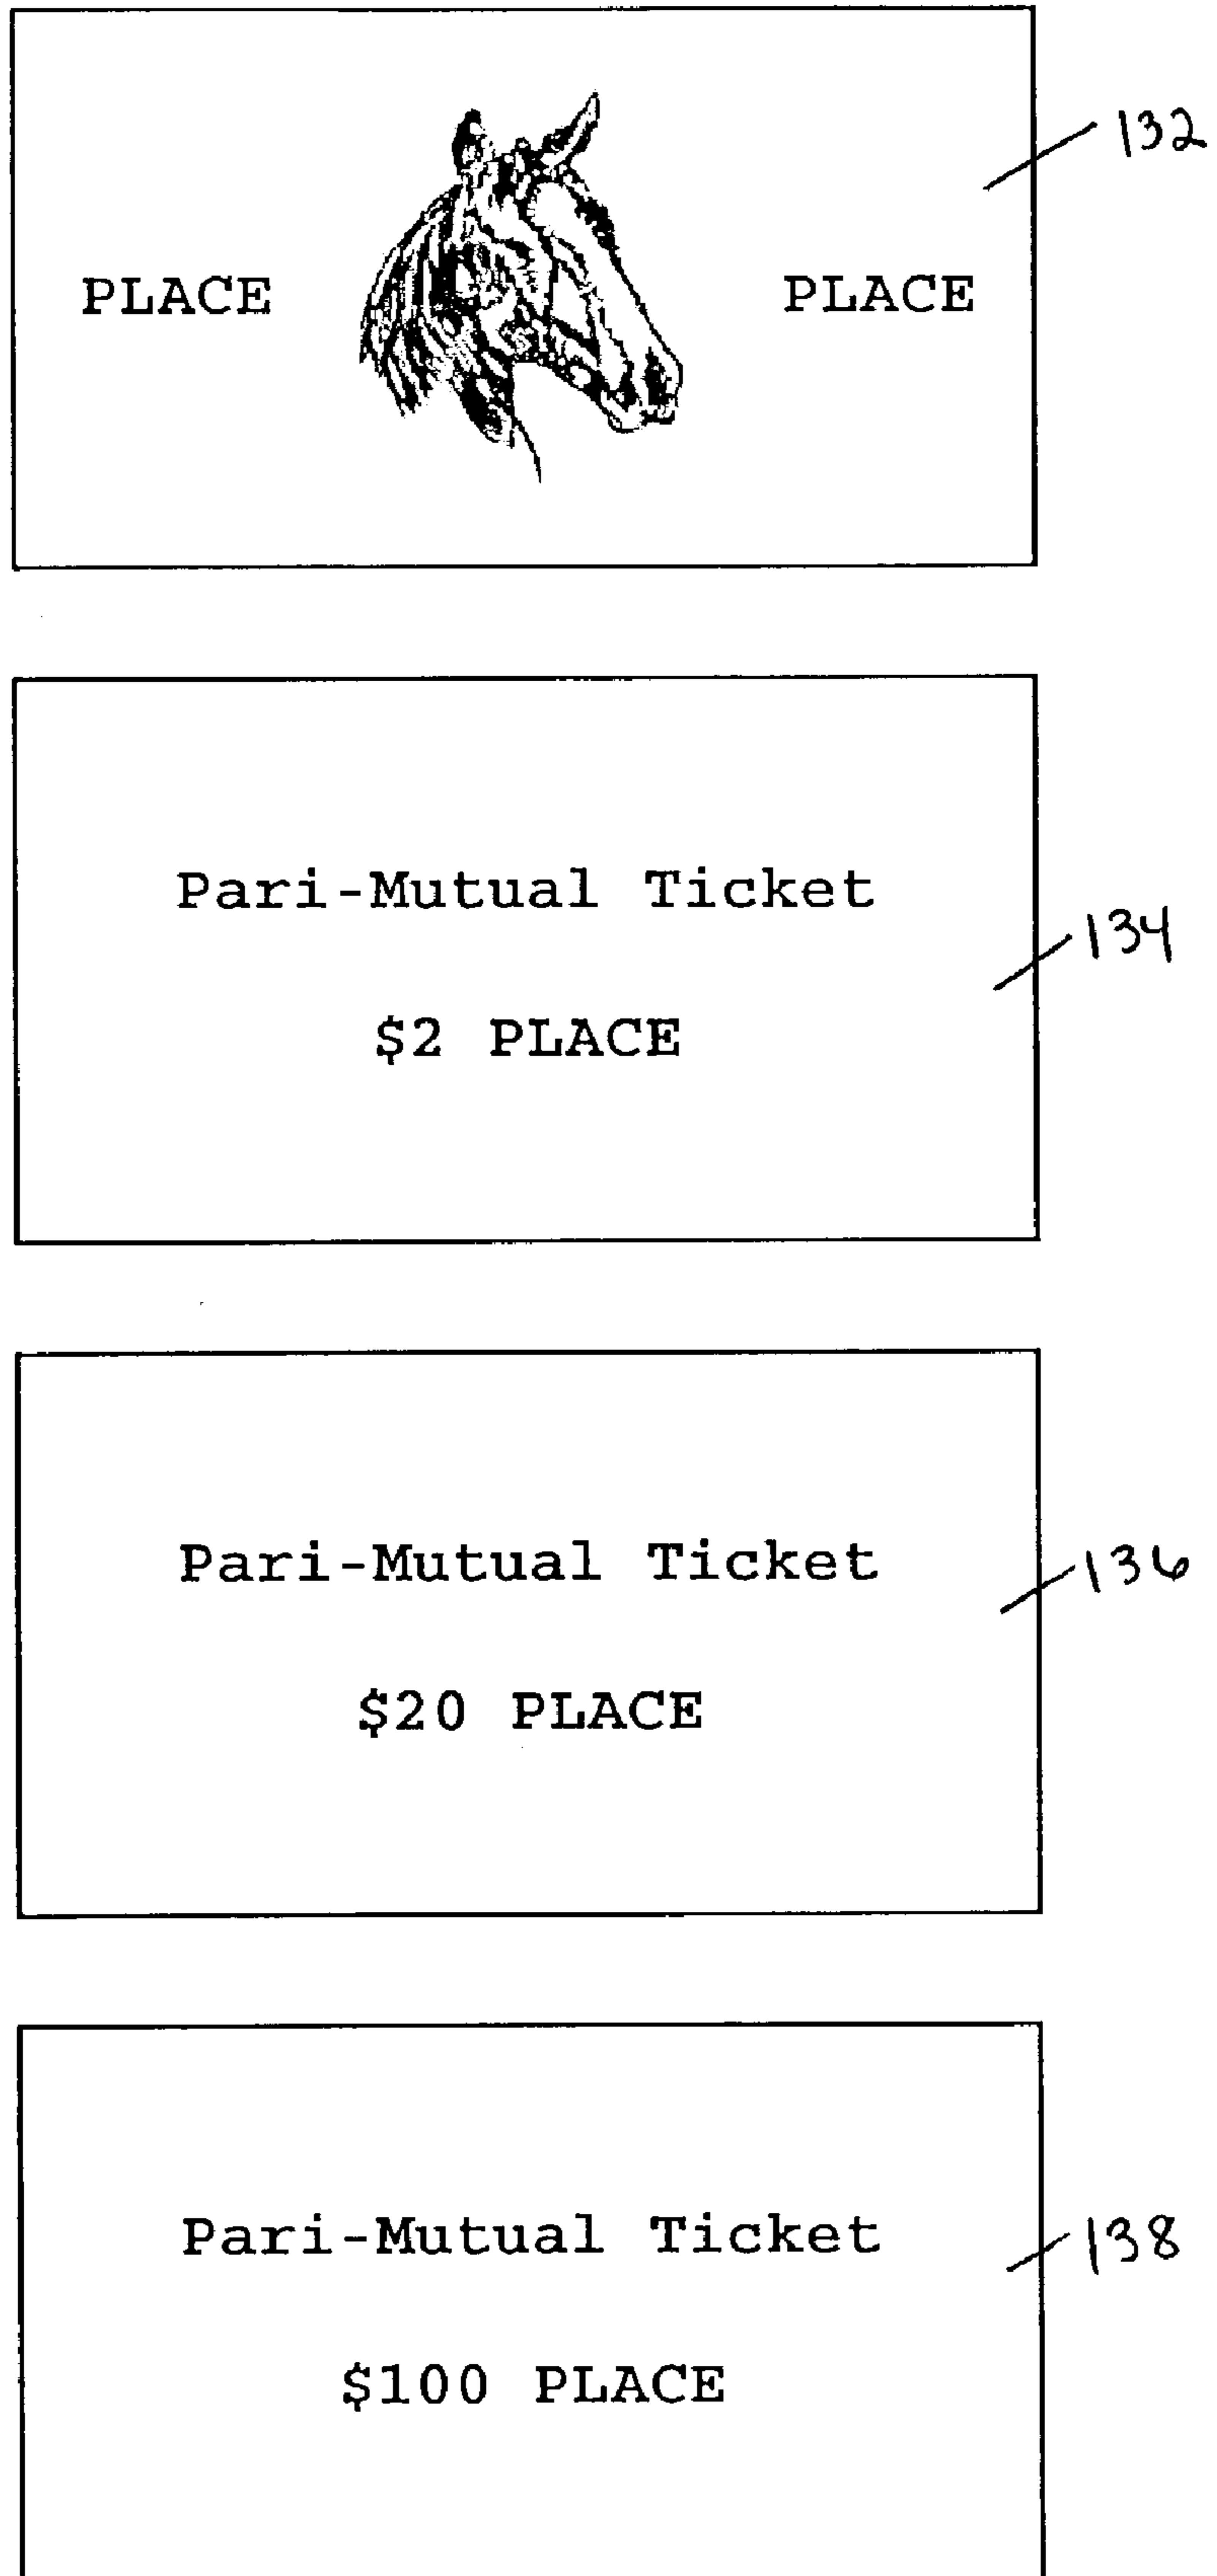 132
PLACE PLACE
Pari-Mutual Ticket
134
$2 PLACE
Pari-Mutual Ticket
136
$20 PLACE
Pari-Mutual Ticket
138
$100 PLACE